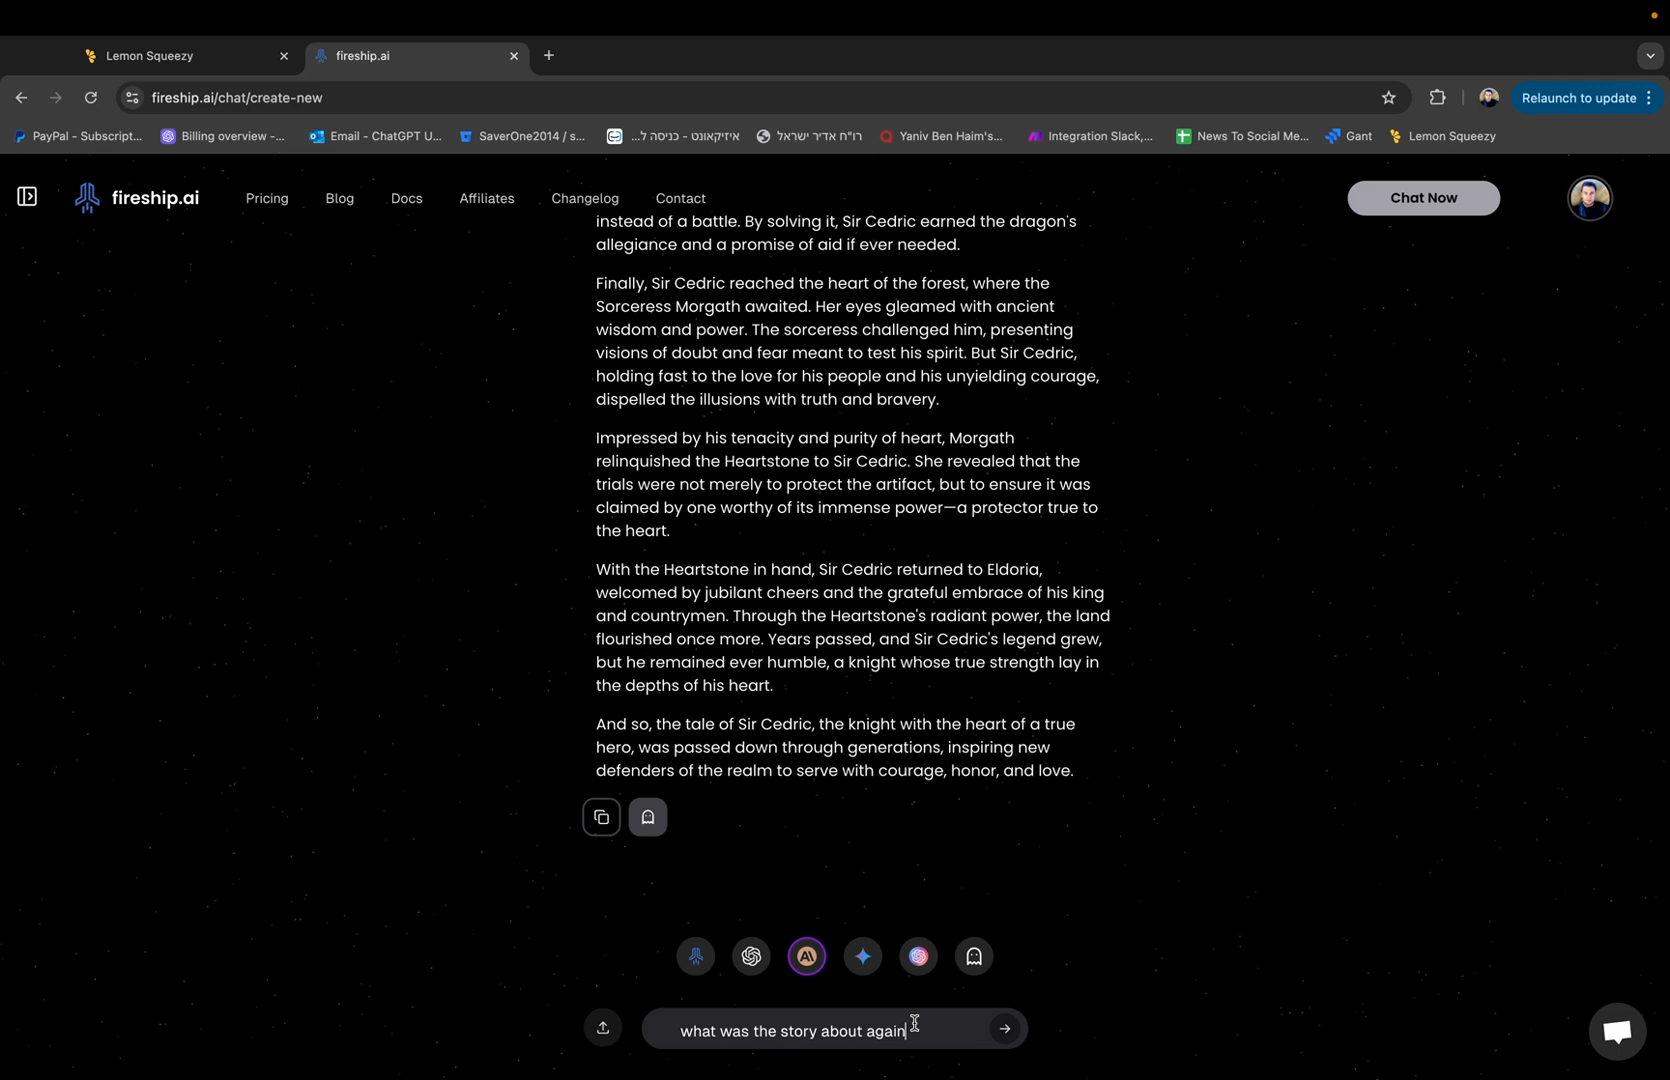 Lemon Squeezy
fireship.ai
fireship.ai/chat/create-new
Relaunch to update
PayPal - Subscript...
Billing overview -...
Email - ChatGPT U...
SaverOne2014 / s...
איזיקאונט - כניסה ל...
רו"ח אדיר ישראל
Yaniv Ben Haim's...
Integration Slack,...
News To Social Me...
Gant
Lemon Squeezy
fireship.ai
Pricing
Blog
Docs
Affiliates
Changelog
Contact
Chat Now
instead of a battle. By solving it, Sir Cedric earned the dragon's
allegiance and a promise of aid if ever needed.
Finally, Sir Cedric reached the heart of the forest, where the
Sorceress Morgath awaited. Her eyes gleamed with ancient
wisdom and power. The sorceress challenged him, presenting
visions of doubt and fear meant to test his spirit. But Sir Cedric,
holding fast to the love for his people and his unyielding courage,
dispelled the illusions with truth and bravery.
Impressed by his tenacity and purity of heart, Morgath
relinquished the Heartstone to Sir Cedric. She revealed that the
trials were not merely to protect the artifact, but to ensure it was
claimed by one worthy of its immense power—a protector true to
the heart.
With the Heartstone in hand, Sir Cedric returned to Eldoria,
welcomed by jubilant cheers and the grateful embrace of his king
and countrymen. Through the Heartstone's radiant power, the land
flourished once more. Years passed, and Sir Cedric's legend grew,
but he remained ever humble, a knight whose true strength lay in
the depths of his heart.
And so, the tale of Sir Cedric, the knight with the heart of a true
hero, was passed down through generations, inspiring new
defenders of the realm to serve with courage, honor, and love.
what was the story about again